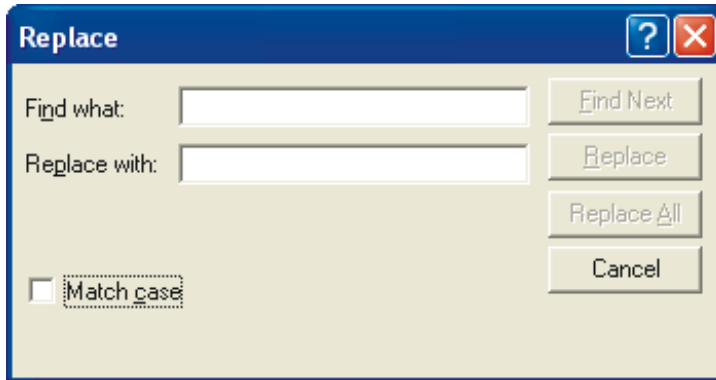 Replace
Find what:
Find Next
Replace with:
Replace
Replace All
Cancel
Match case